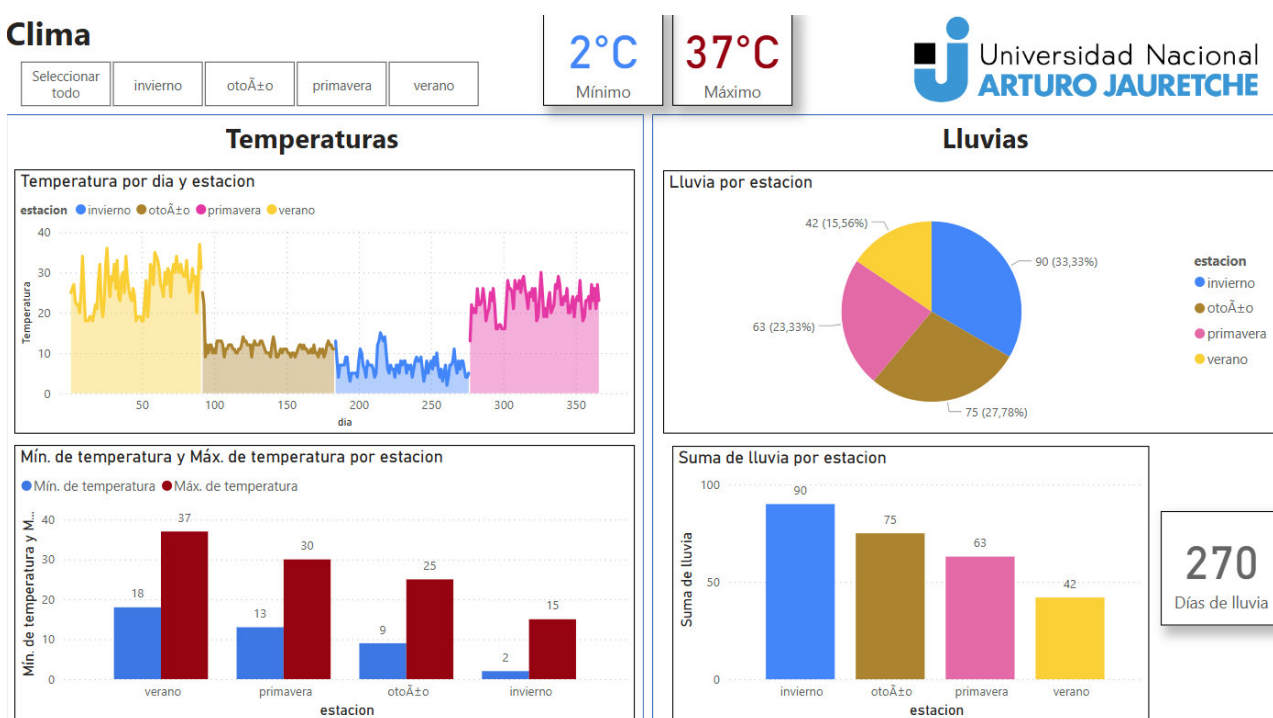 Clima
Seleccionar todo
invierno
otoÃ±o
primavera
verano
2°C
Mínimo
37°C
Máximo
Universidad Nacional
ARTURO JAURETCHE
Temperaturas
Temperatura por dia y estacion
estacion invierno otoÃ±o primavera verano
Temperatura
40
30
20
10
0
50 100 150 200 250 300 350
dia
Mín. de temperatura y Máx. de temperatura por estacion
Mín. de temperatura Máx. de temperatura
Mín. de temperatura y M...
40
30
20
10
0
18 37 13 30 9 25 2 15
verano primavera otoÃ±o invierno
estacion
Lluvias
Lluvia por estacion
42 (15,56%)
90 (33,33%)
63 (23,33%)
75 (27,78%)
estacion
invierno
otoÃ±o
primavera
verano
Suma de lluvia por estacion
Suma de lluvia
100
50
0
90 75 63 42
invierno otoÃ±o primavera verano
estacion
270
Días de lluvia